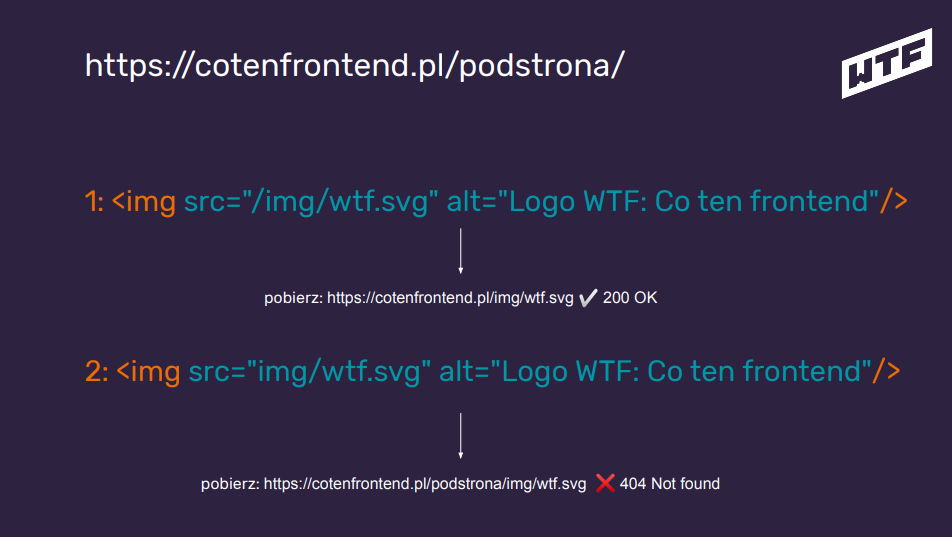 https://cotenfrontend.pl/podstrona/
WTF
1: <img src="/img/wtf.svg" alt="Logo WTF: Co ten frontend"/>
pobierz: https://cotenfrontend.pl/img/wtf.svg ✔ 200 OK
2: <img src="img/wtf.svg" alt="Logo WTF: Co ten frontend"/>
pobierz: https://cotenfrontend.pl/podstrona/img/wtf.svg ❌ 404 Not found